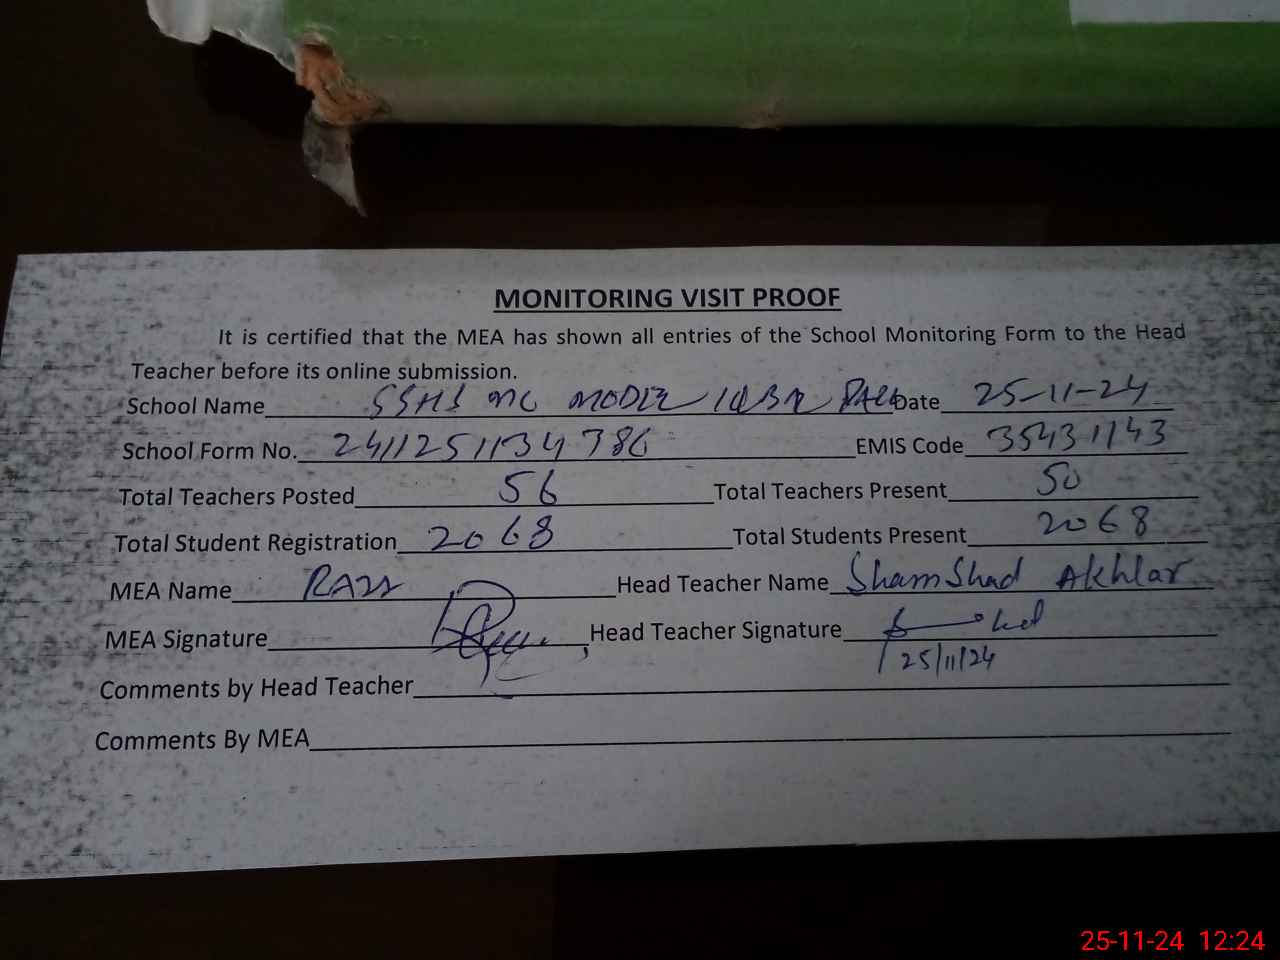 MONITORING VISIT PROOF
It is certified that the MEA has shown all entries of the School Monitoring Form to the Head
Teacher before its online submission.
School Name MC Date 25-11-24
School Form No. 2411251134386 EMIS Code 35431143
Total Teachers Posted 56 Total Teachers Present 50
Total Student Registration 2068 Total Students Present 2068
MEA Name Head Teacher Name Shamshad Akhtar
MEA Signature Head Teacher Signature
25/11/24
Comments by Head Teacher
Comments By MEA
25-11-24 12:24